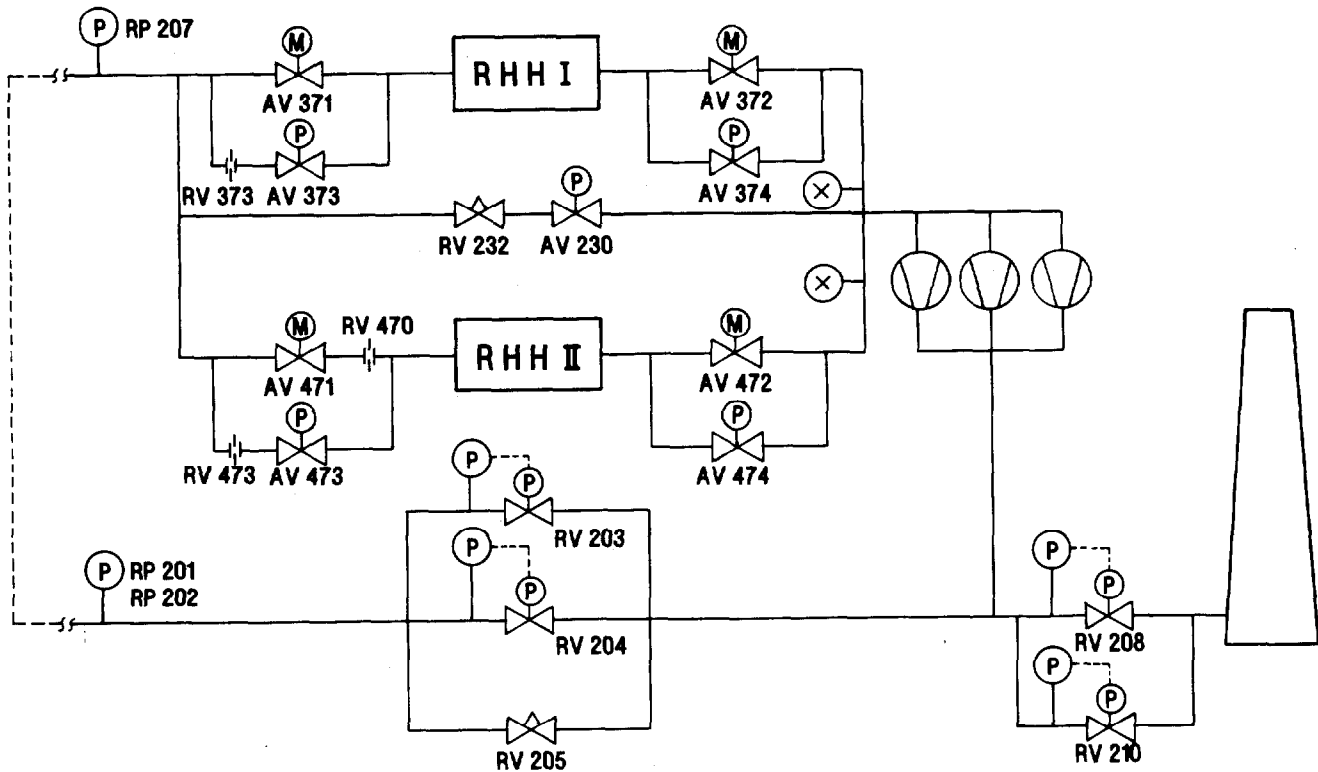 P RP 207
M
AV 371
RHH I
M
AV 372
P
RV 373 AV 373
P
AV 374
RV 232
P
AV 230
M
AV 471
RV 470
RHH II
M
AV 472
P
RV 473 AV 473
P
AV 474
P
P
RV 203
P
P
RV 204
RV 205
P RP 201
RP 202
P
P
RV 208
P
P
RV 210